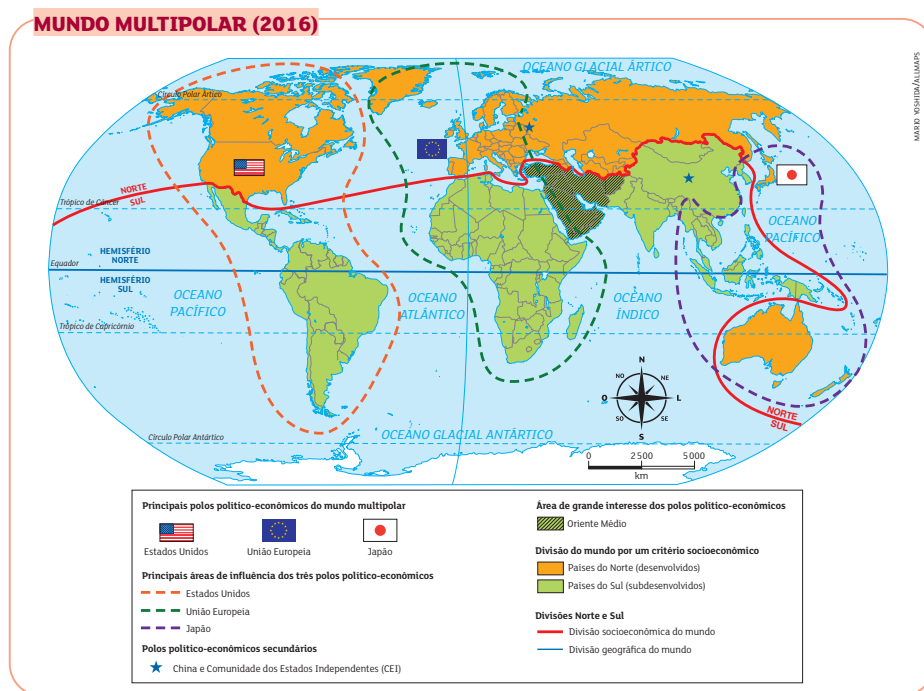 MUNDO MULTIPOLAR (2016)
MARIO YOSHIDA/ALLMAPS
OCEANO GLACIAL ÁRTICO
Círculo Polar Ártico
NORTE
SUL
Trópico de Câncer
OCEANO
PACÍFICO
HEMISFÉRIO
NORTE
Equador
HEMISFÉRIO
SUL
OCEANO
PACÍFICO
OCEANO
ATLÂNTICO
OCEANO
ÍNDICO
Trópico de Capricórnio
N
NO
NE
O
L
SO
SE
S
NORTE
SUL
Círculo Polar Antártico
OCEANO GLACIAL ANTÁRTICO
0 2500 5000
km
Principais polos político-econômicos do mundo multipolar
Estados Unidos
União Europeia
Japão
Principais áreas de influência dos três polos político-econômicos
Estados Unidos
União Europeia
Japão
Polos político-econômicos secundários
China e Comunidade dos Estados Independentes (CEI)
Área de grande interesse dos polos político-econômicos
Oriente Médio
Divisão do mundo por um critério socioeconômico
Países do Norte (desenvolvidos)
Países do Sul (subdesenvolvidos)
Divisões Norte e Sul
Divisão socioeconômica do mundo
Divisão geográfica do mundo